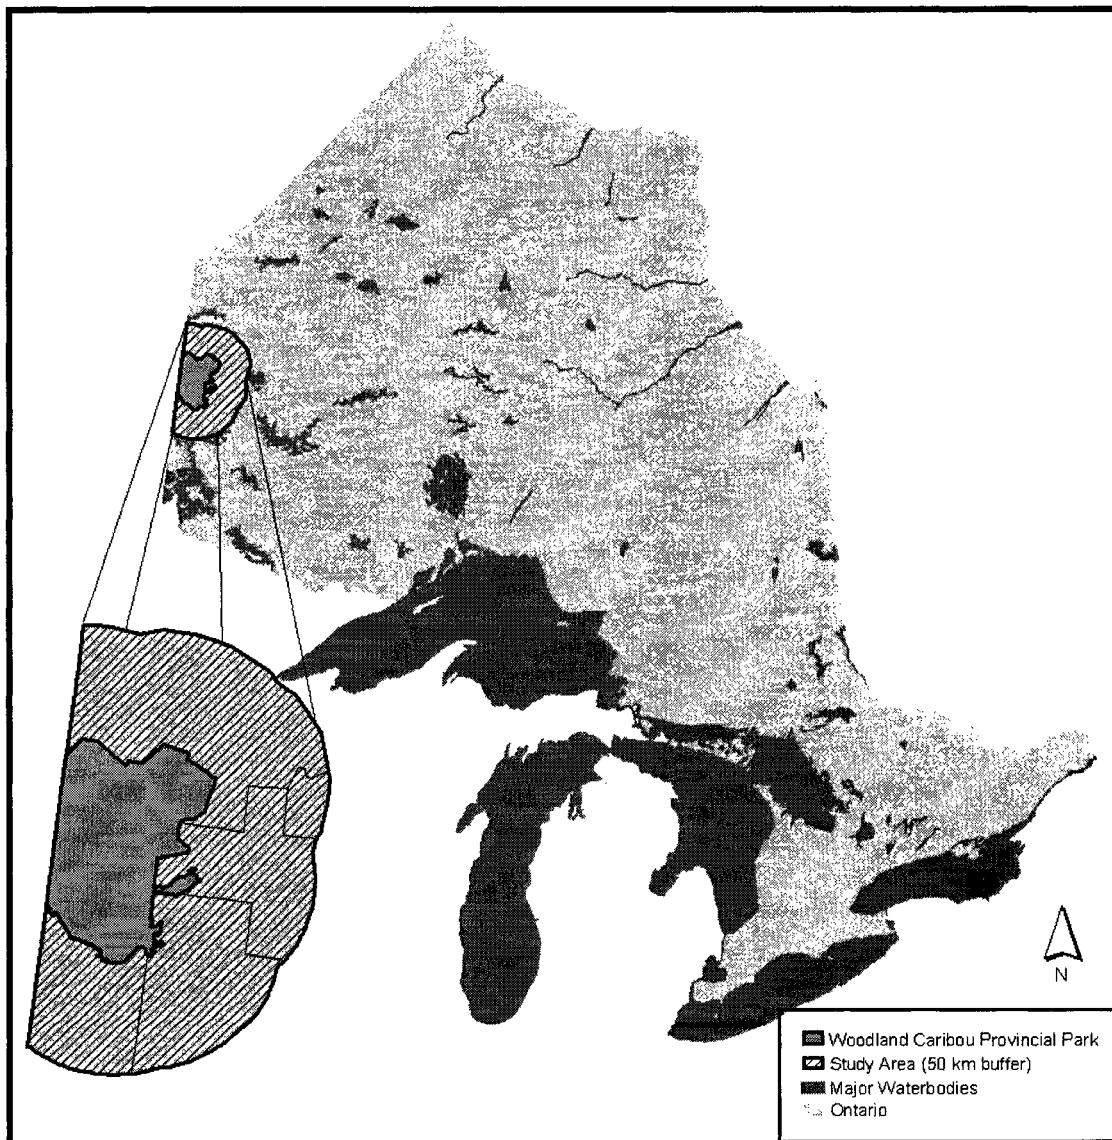 N
Woodland Caribou Provincial Park
Study Area (50 km buffer)
Major Waterbodies
Ontario